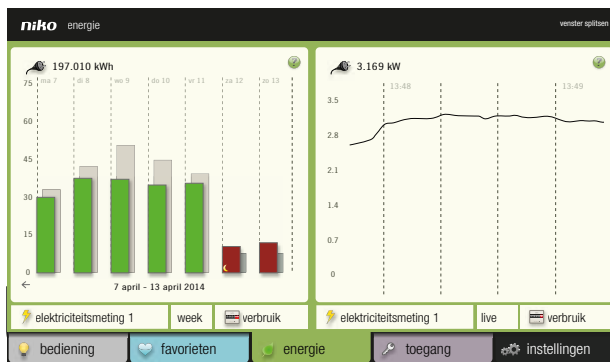 niko energie venster splitsen
197.010 kWh
75 ma 7 di 8 wo 9 do 10 vr 11 za 12 zo 13
60
45
30
15
0
7 april - 13 april 2014
elektriciteitsmeting 1 week verbruik
3.169 kW
13:48 13:49
3.5
2.8
2.1
1.4
0.7
0
elektriciteitsmeting 1 live verbruik
bediening favorieten energie toegang instellingen